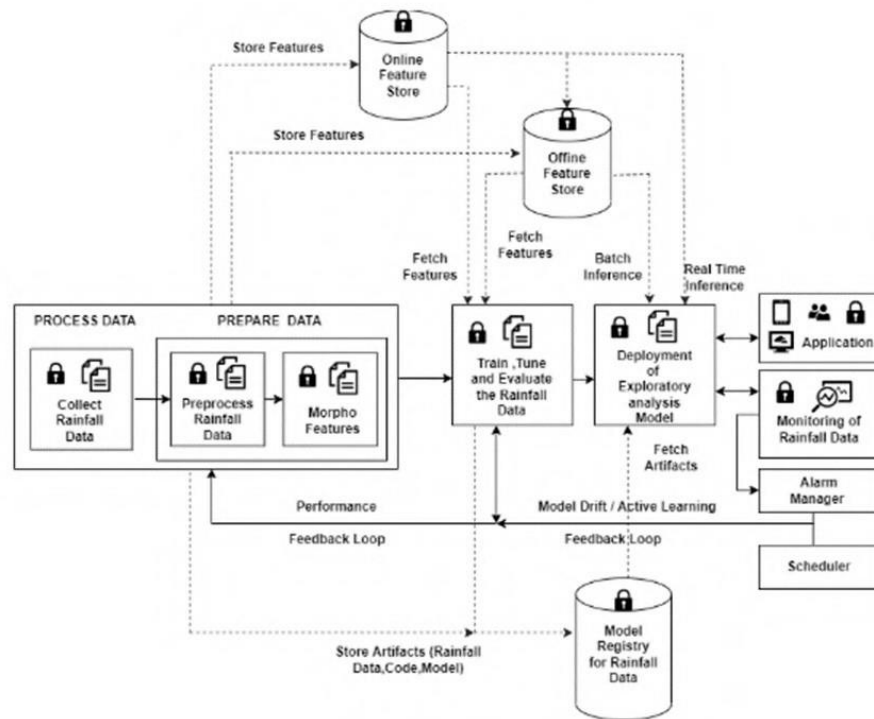 Store Features
Online
Feature
Store
Store Features
Offine
Feature
Store
Fetch
Features
Fetch
Features
Batch
Inference
Real Time
Inference
PROCESS DATA
PREPARE DATA
Collect
Rainfall
Data
Preprocess
Rainfall
Data
Morpho
Features
Train ,Tune
and Evaluate
the Rainfall
Data
Deployment
of
Exploratory
analysis
Model
Application
Monitoring of
Rainfall Data
Fetch
Artifacts
Alarm
Manager
Performance
Feedback Loop
Model Drift / Active Learning
Feedback Loop
Scheduler
Store Artifacts (Rainfall
Data,Code,Model)
Model
Registry
for Rainfall
Data